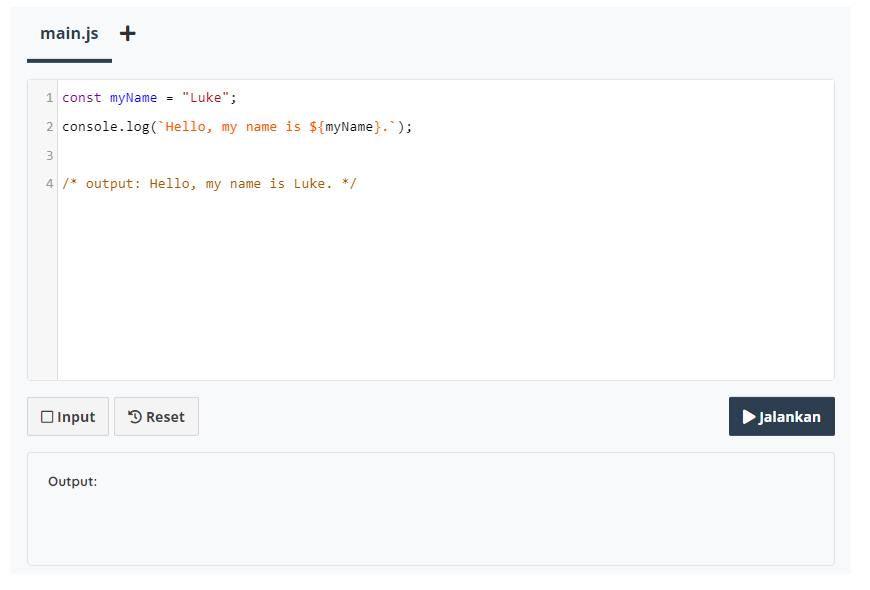 main.js +
1 const myName = "Luke";
2 console.log(`Hello, my name is ${myName}.`);
3
4 /* output: Hello, my name is Luke. */
Input Reset Jalankan
Output: